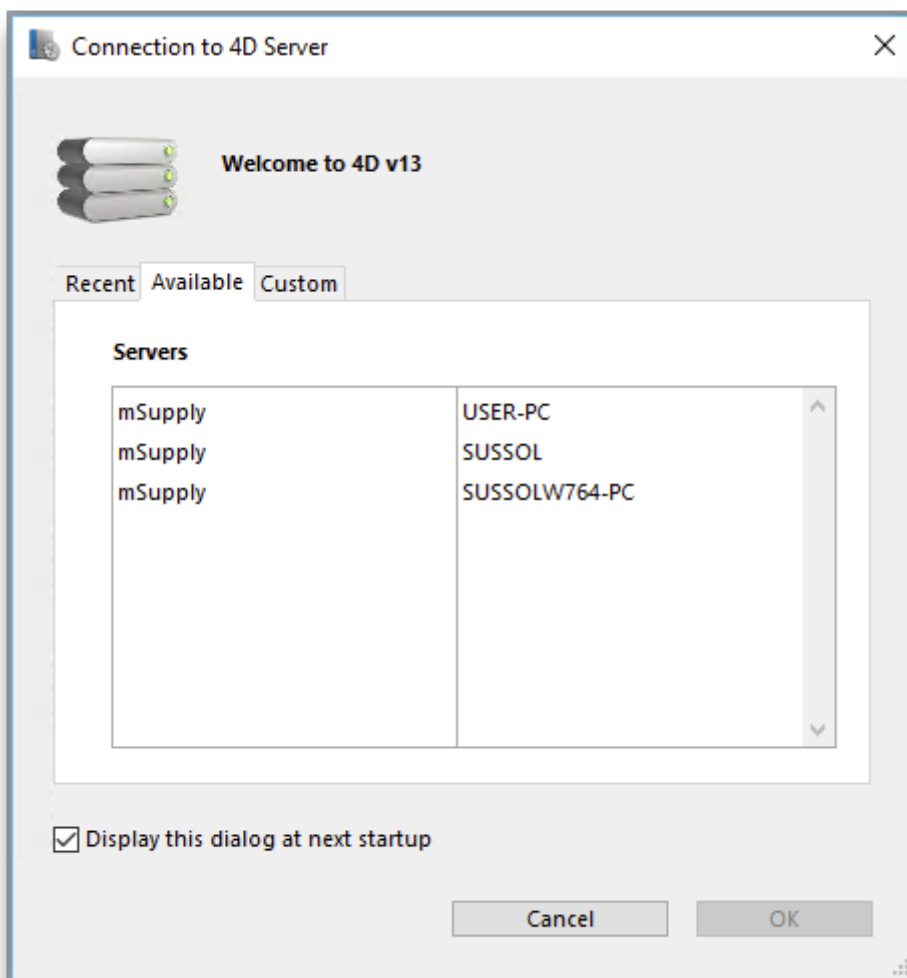 Connection to 4D Server
Welcome to 4D v13
Recent Available Custom
Servers
mSupply USER-PC
mSupply SUSSOL
mSupply SUSSOLW764-PC
Display this dialog at next startup
Cancel OK